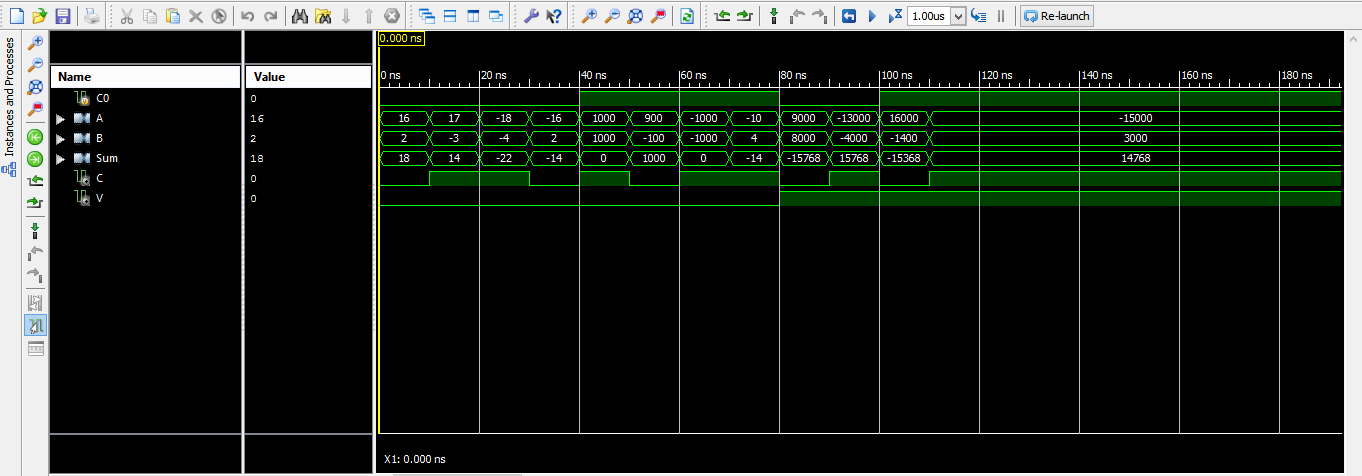 1.00us Re-launch
Instances and Processes
0.000 ns
Name Value
0 ns 20 ns 40 ns 60 ns 80 ns 100 ns 120 ns 140 ns 160 ns 180 ns
C0 0
A 16 16 17 -18 -16 1000 900 -1000 -10 9000 -13000 16000 -15000
B 2 2 -3 -4 2 1000 -100 -1000 4 8000 -4000 -1400 3000
Sum 18 18 14 -22 -14 0 1000 0 -14 -15768 15768 -15368 14768
C 0
V 0
X1: 0.000 ns